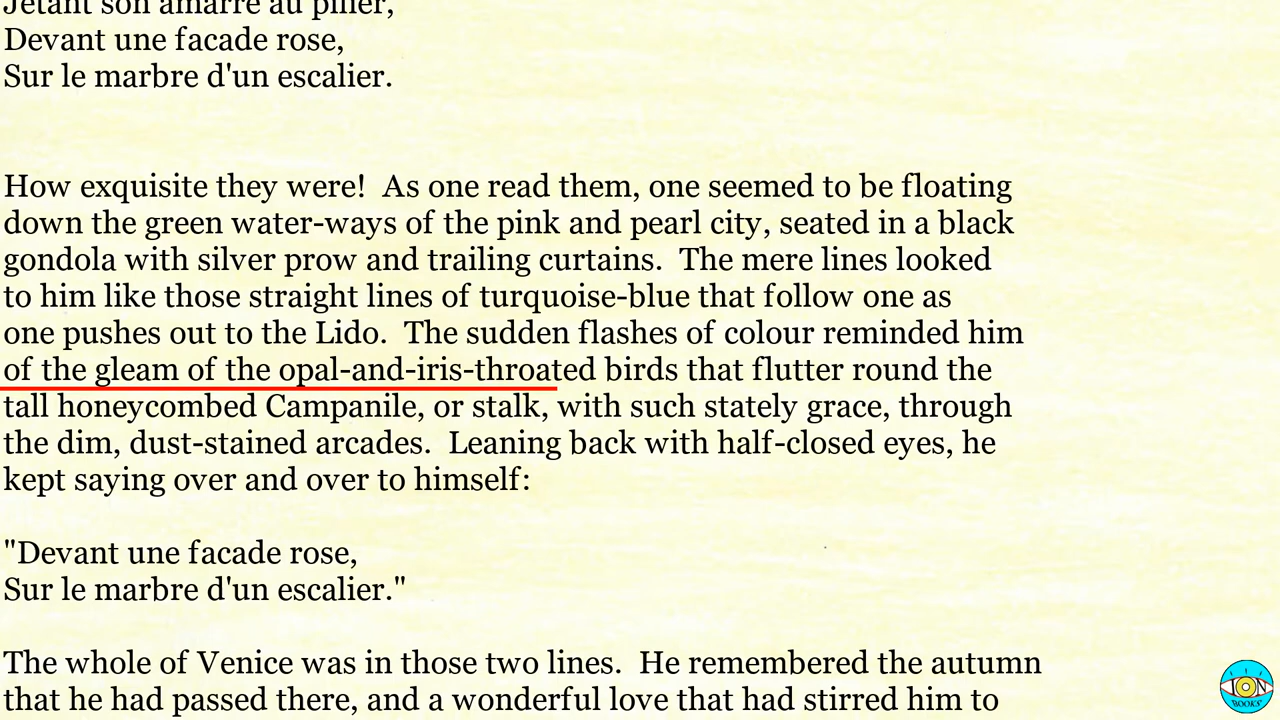 Jetant son amarre au pilier,
Devant une facade rose,
Sur le marbre d'un escalier.
How exquisite they were!  As one read them, one seemed to be floating
down the green water-ways of the pink and pearl city, seated in a black
gondola with silver prow and trailing curtains.  The mere lines looked
to him like those straight lines of turquoise-blue that follow one as
one pushes out to the Lido.  The sudden flashes of colour reminded him
of the gleam of the opal-and-iris-throated birds that flutter round the
tall honeycombed Campanile, or stalk, with such stately grace, through
the dim, dust-stained arcades.  Leaning back with half-closed eyes, he
kept saying over and over to himself:
"Devant une facade rose,
Sur le marbre d'un escalier."
The whole of Venice was in those two lines.  He remembered the autumn
that he had passed there, and a wonderful love that had stirred him to
ION
BOOKS